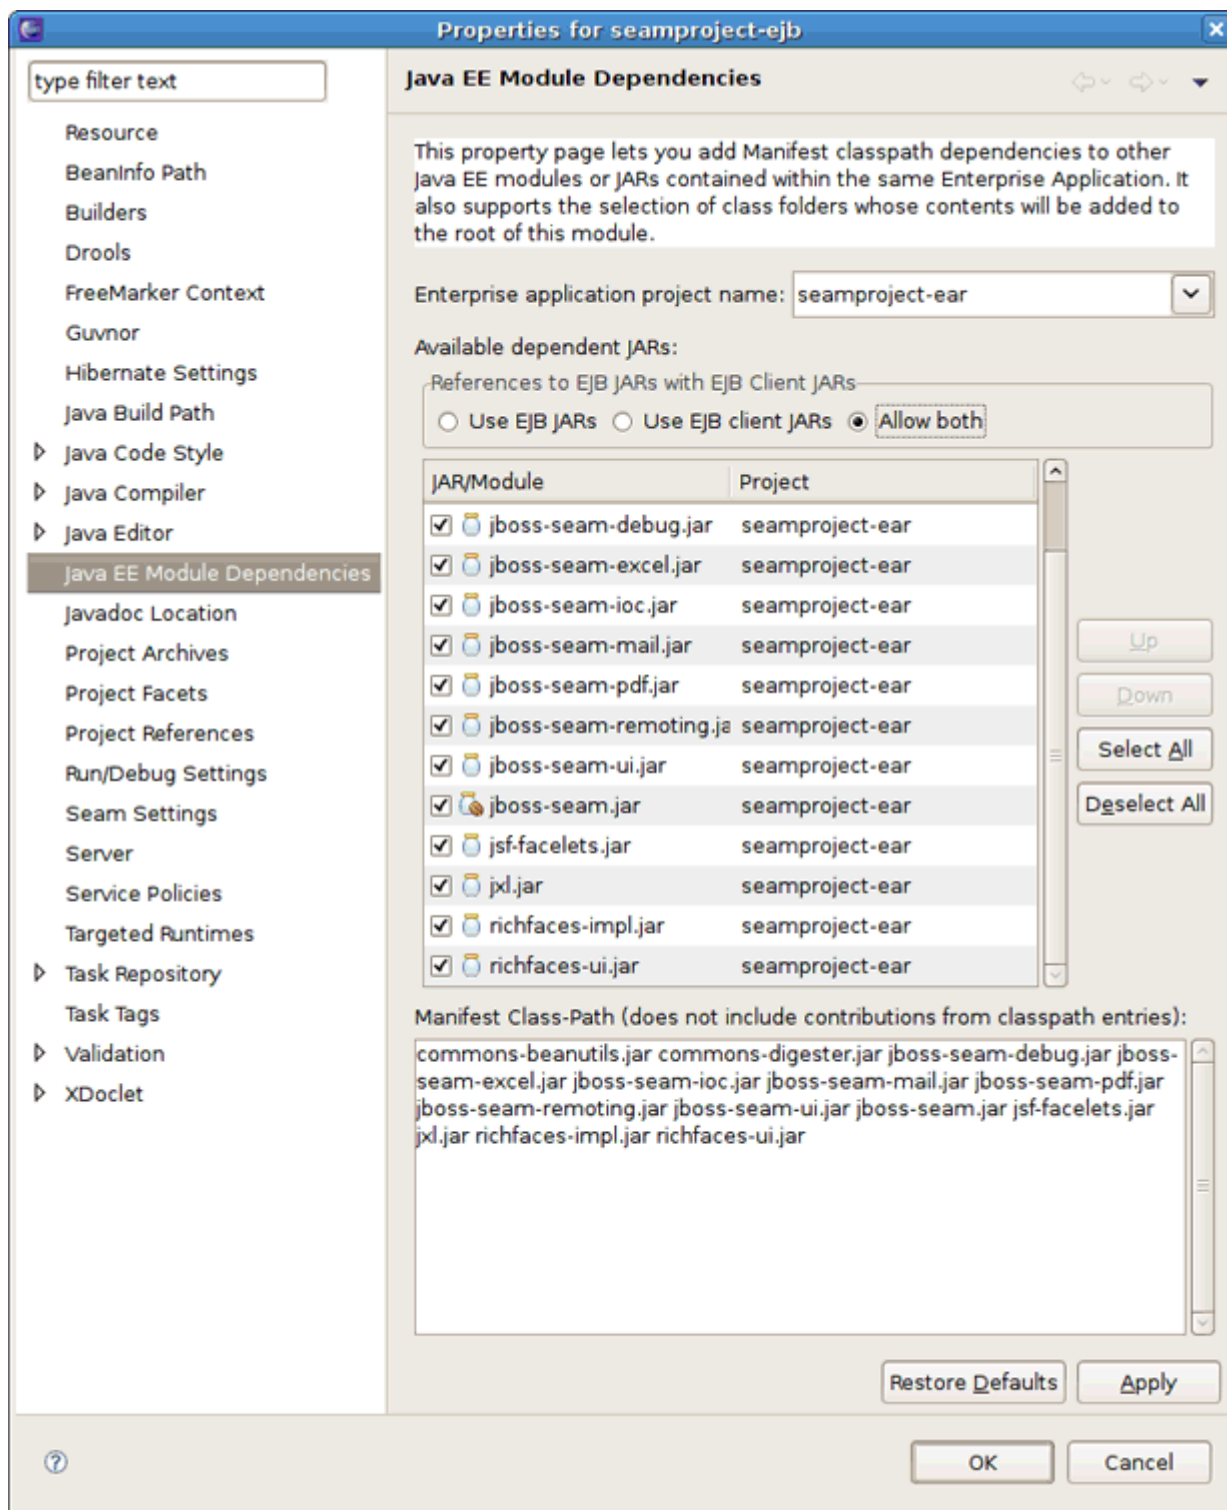 Properties for seamproject-ejb
type filter text
Resource
BeanInfo Path
Builders
Drools
FreeMarker Context
Guvnor
Hibernate Settings
Java Build Path
Java Code Style
Java Compiler
Java Editor
Java EE Module Dependencies
Javadoc Location
Project Archives
Project Facets
Project References
Run/Debug Settings
Seam Settings
Server
Service Policies
Targeted Runtimes
Task Repository
Task Tags
Validation
XDoclet
Java EE Module Dependencies
This property page lets you add Manifest classpath dependencies to other
Java EE modules or JARs contained within the same Enterprise Application. It
also supports the selection of class folders whose contents will be added to
the root of this module.
Enterprise application project name: seamproject-ear
Available dependent JARs:
References to EJB JARs with EJB Client JARs
Use EJB JARs Use EJB client JARs Allow both
JAR/Module Project
jboss-seam-debug.jar seamproject-ear
jboss-seam-excel.jar seamproject-ear
jboss-seam-ioc.jar seamproject-ear
jboss-seam-mail.jar seamproject-ear
jboss-seam-pdf.jar seamproject-ear
jboss-seam-remoting.ja seamproject-ear
jboss-seam-ui.jar seamproject-ear
jboss-seam.jar seamproject-ear
jsf-facelets.jar seamproject-ear
jxl.jar seamproject-ear
richfaces-impl.jar seamproject-ear
richfaces-ui.jar seamproject-ear
Up
Down
Select All
Deselect All
Manifest Class-Path (does not include contributions from classpath entries):
commons-beanutils.jar commons-digester.jar jboss-seam-debug.jar jboss-
seam-excel.jar jboss-seam-ioc.jar jboss-seam-mail.jar jboss-seam-pdf.jar
jboss-seam-remoting.jar jboss-seam-ui.jar jboss-seam.jar jsf-facelets.jar
jxl.jar richfaces-impl.jar richfaces-ui.jar
Restore Defaults Apply
OK Cancel